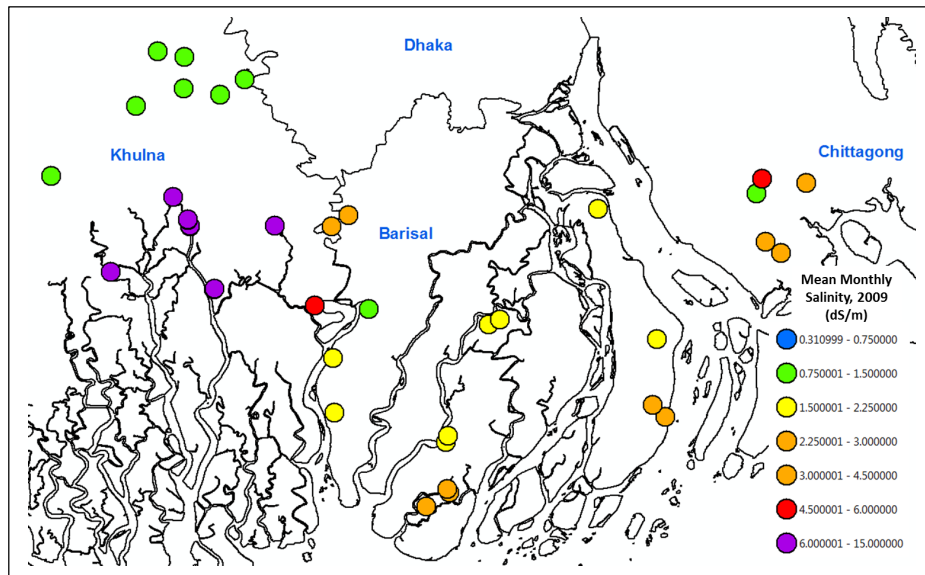 Dhaka
Khulna
Chittagong
Barisal
Mean Monthly
Salinity, 2009
(dS/m)
0.310999 - 0.750000
0.750001 - 1.500000
1.500001 - 2.250000
2.250001 - 3.000000
3.000001 - 4.500000
4.500001 - 6.000000
6.000001 - 15.000000